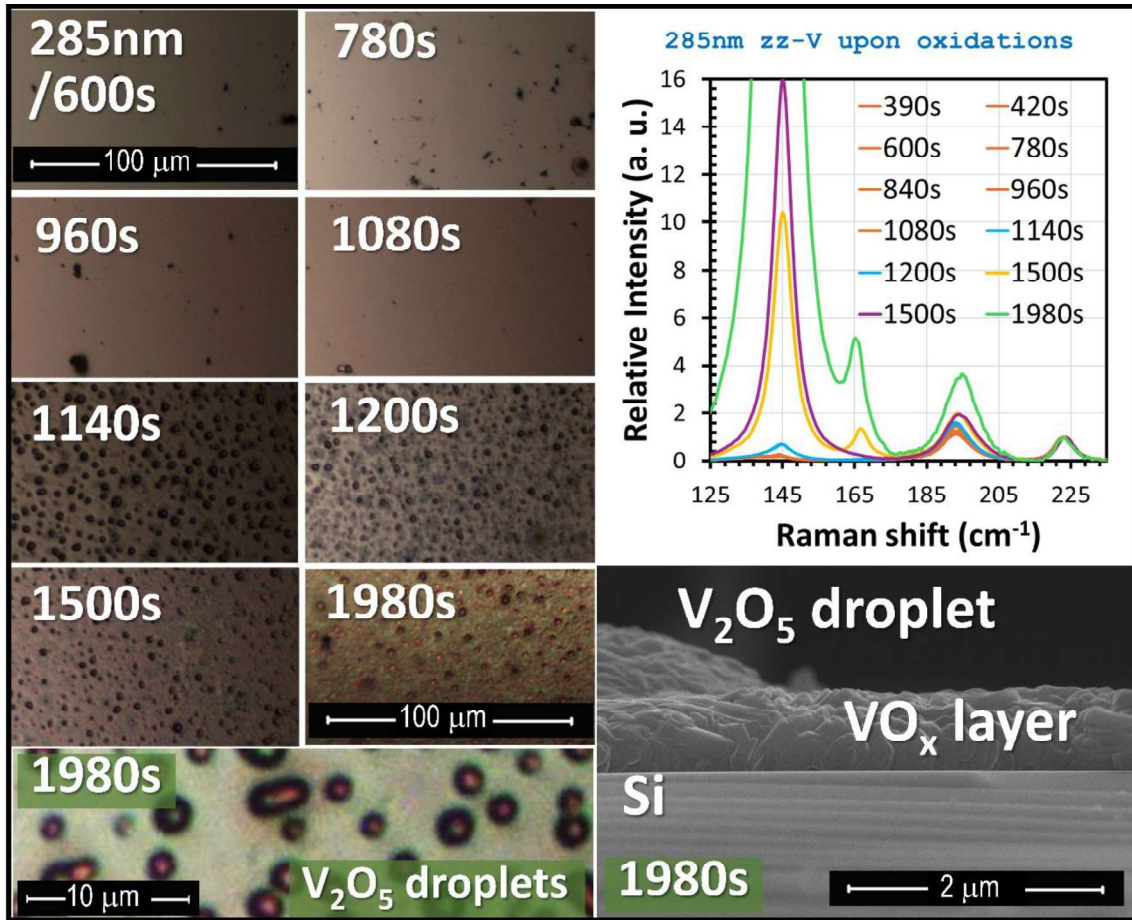 285nm
/600s
100 μm
780s
960s
1080s
1140s
1200s
1500s
1980s
100 μm
1980s
10 μm
V₂O₅ droplets
285nm zz-V upon oxidations
Relative Intensity (a. u.)
16
14
12
10
8
6
4
2
0
390s 420s
600s 780s
840s 960s
1080s 1140s
1200s 1500s
1500s 1980s
125 145 165 185 205 225
Raman shift (cm⁻¹)
V₂O₅ droplet
VOₓ layer
Si
1980s
2 μm